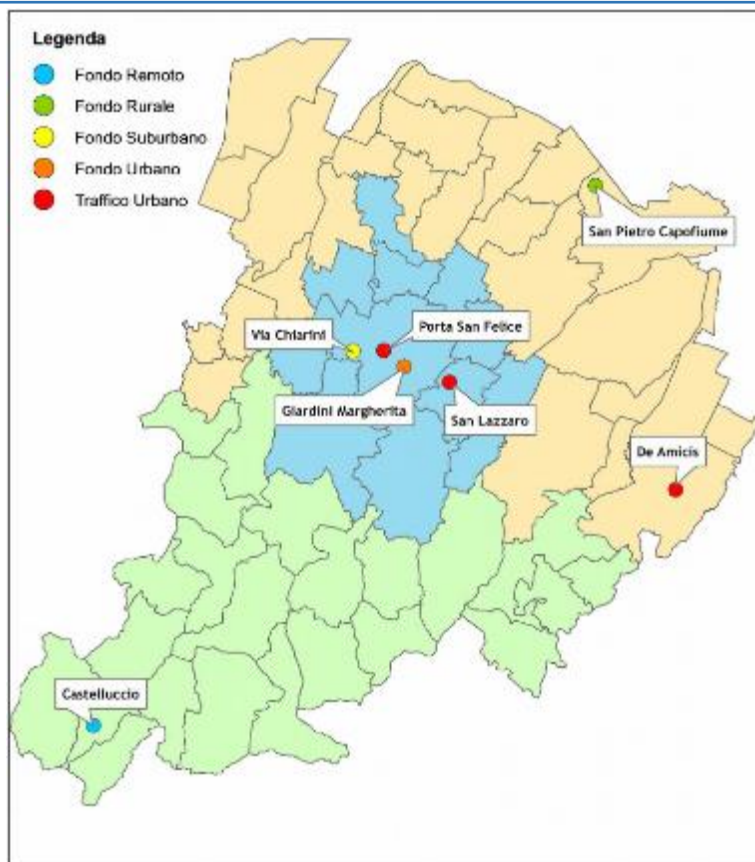 Legenda
Fondo Remoto
Fondo Rurale
Fondo Suburbano
Fondo Urbano
Traffico Urbano
San Pietro Capofiume
Via Chiarini
Porta San Felice
Giardini Margherita
San Lazzaro
De Amicis
Castelluccio